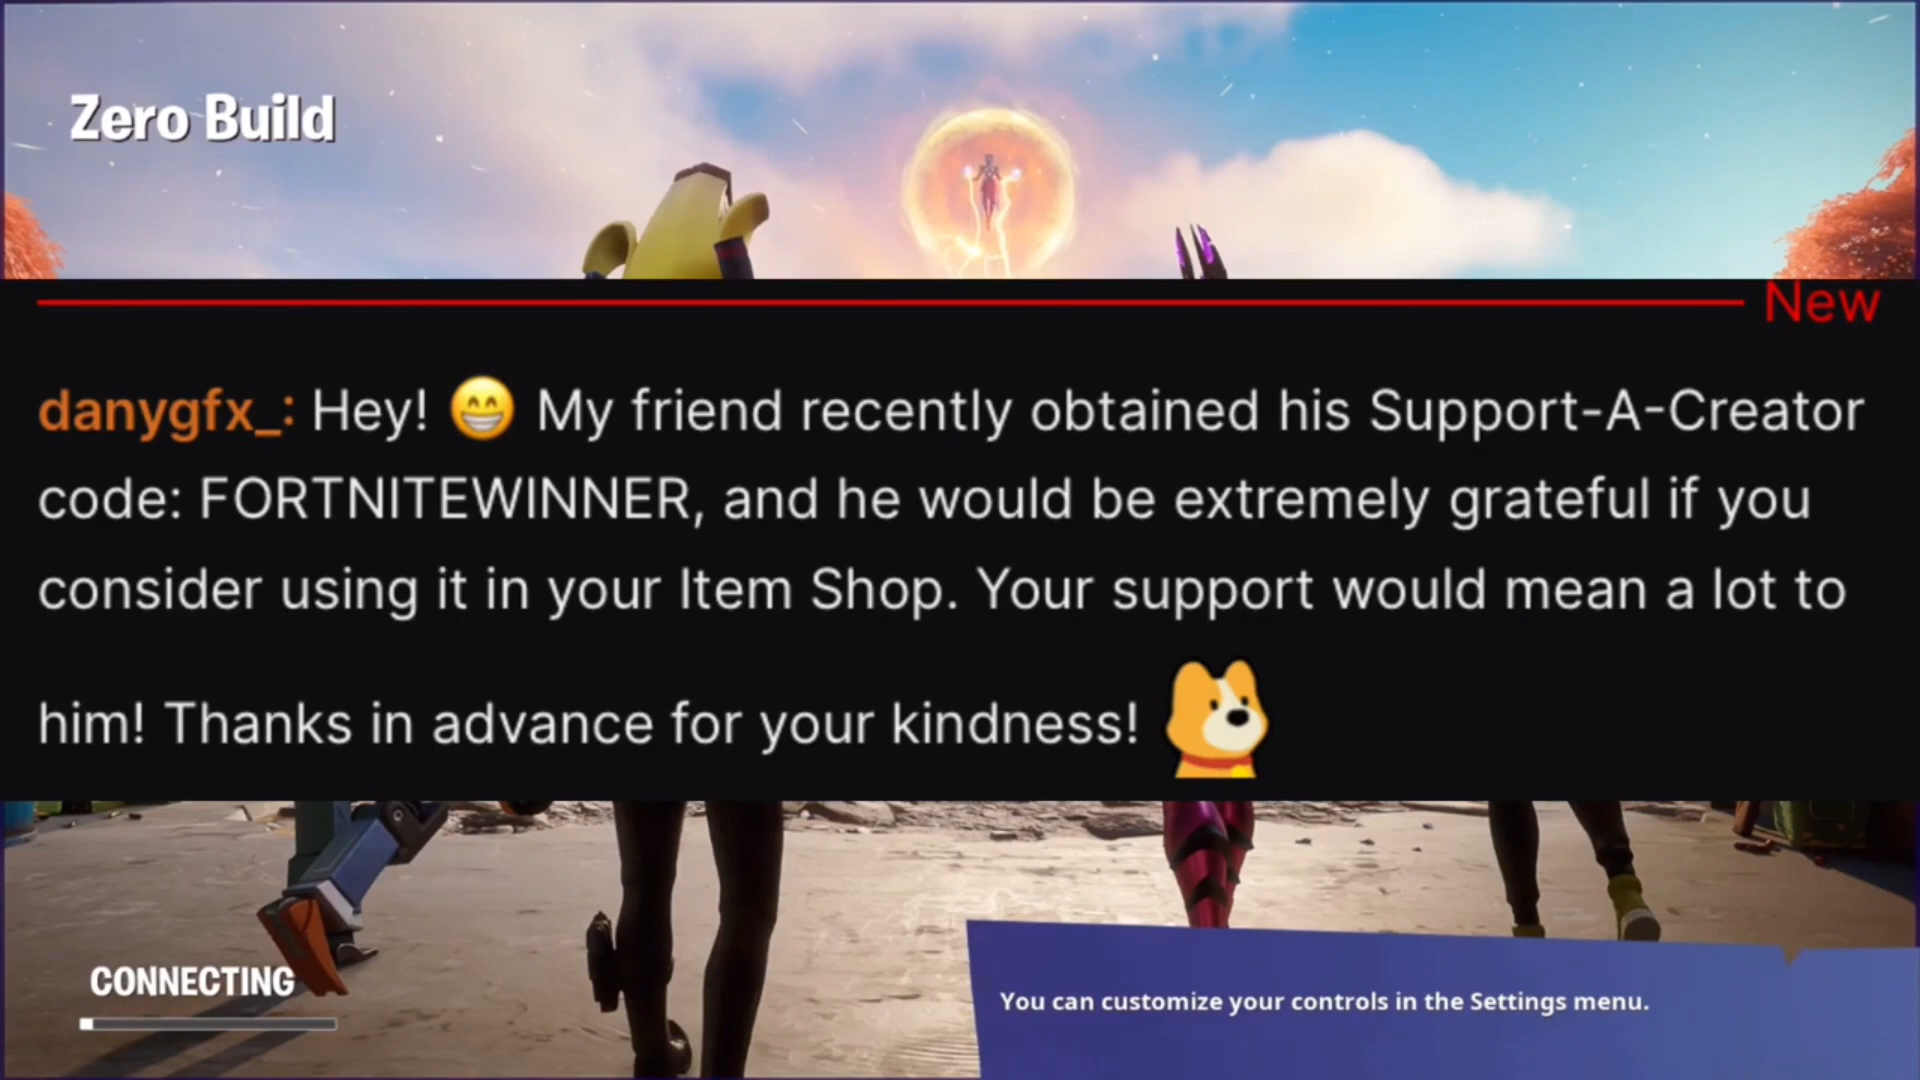 Zero Build
New
danygfx_: Hey! 😁 My friend recently obtained his Support-A-Creator
code: FORTNITEWINNER, and he would be extremely grateful if you
consider using it in your Item Shop. Your support would mean a lot to
him! Thanks in advance for your kindness!
CONNECTING
You can customize your controls in the Settings menu.